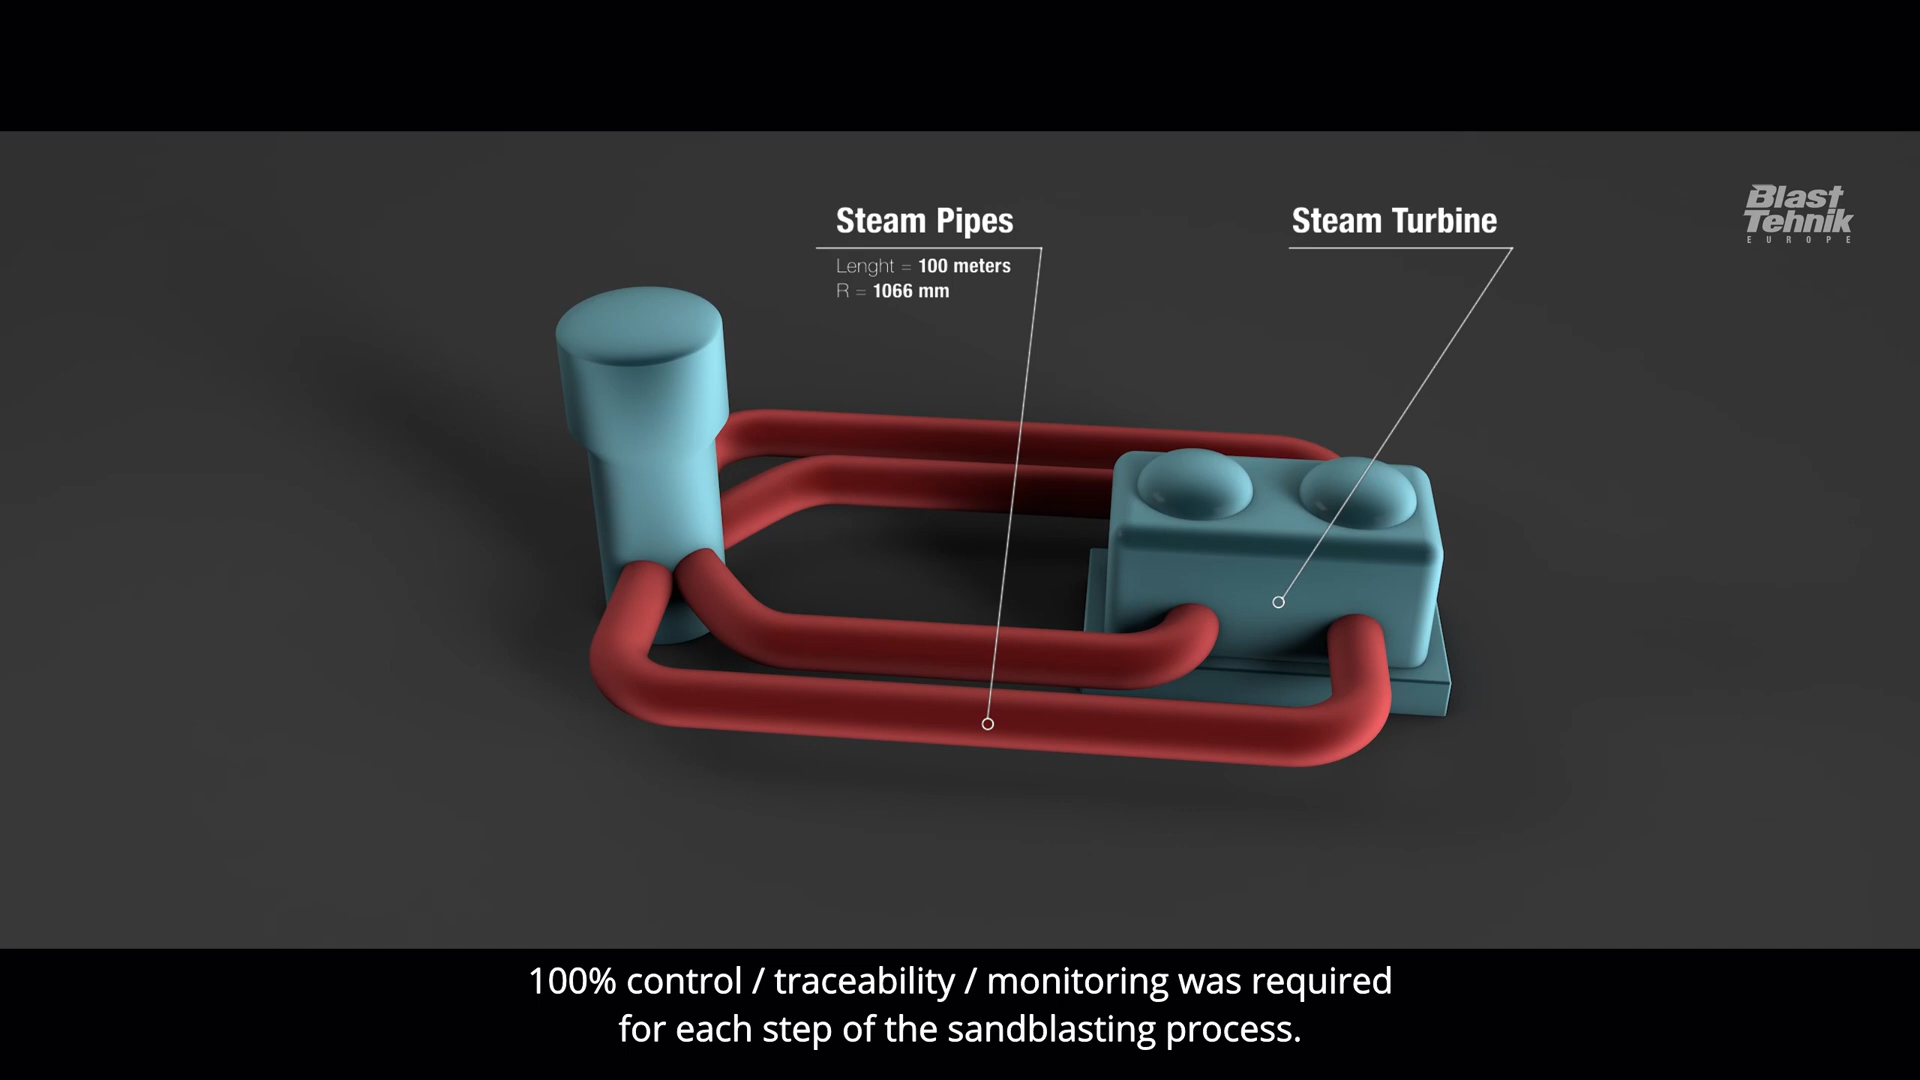 Steam Pipes
Lenght = 100 meters
R = 1066 mm
Steam Turbine
Blast
Tehnik
EUROPE
100% control / traceability / monitoring was required
for each step of the sandblasting process.